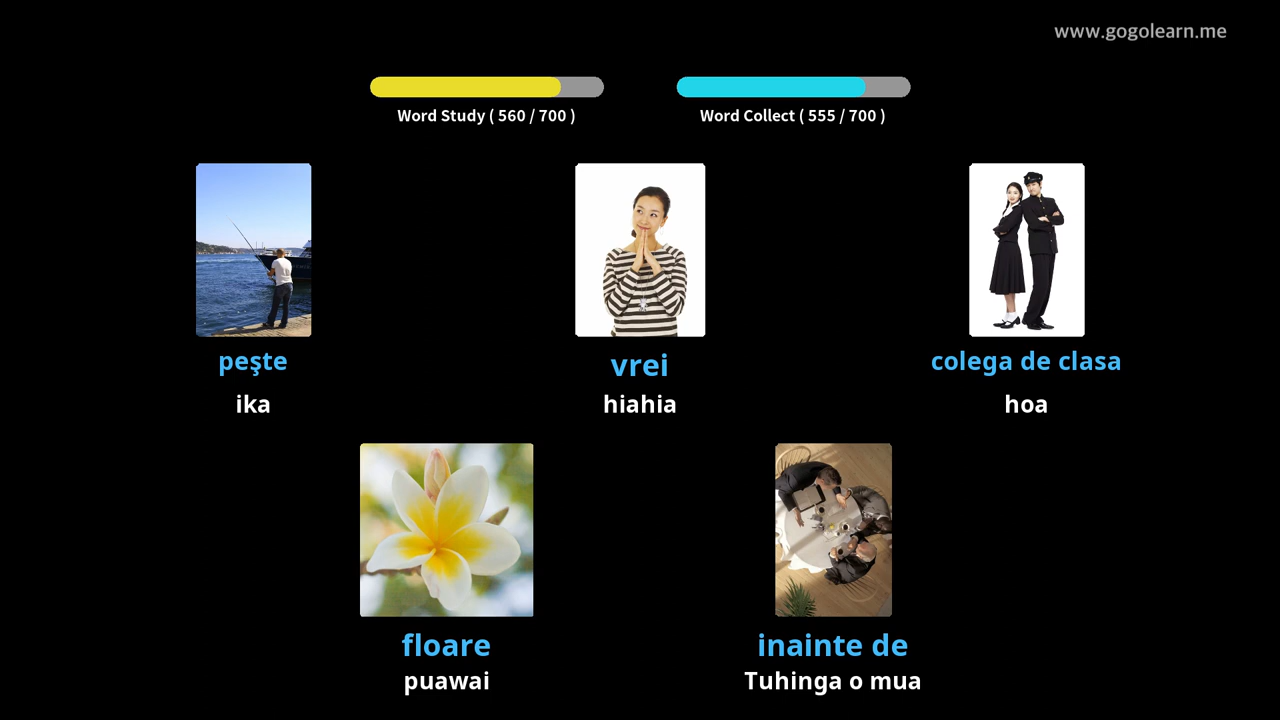 www.gogolearn.me
Word Study ( 560 / 700 )
Word Collect ( 555 / 700 )
peşte
ika
vrei
hiahia
colega de clasa
hoa
floare
puawai
inainte de
Tuhinga o mua